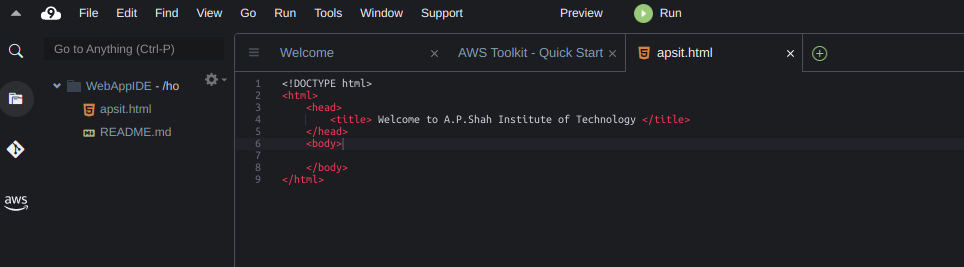 9 File Edit Find View Go Run Tools Window Support Preview Run
Go to Anything (Ctrl-P)
WebAppIDE - /ho
apsit.html
README.md
aws
Welcome × AWS Toolkit - Quick Start × apsit.html ×
1 <!DOCTYPE html>
2 <html>
3 <head>
4 <title> Welcome to A.P.Shah Institute of Technology </title>
5 </head>
6 <body>
7
8 </body>
9 </html>